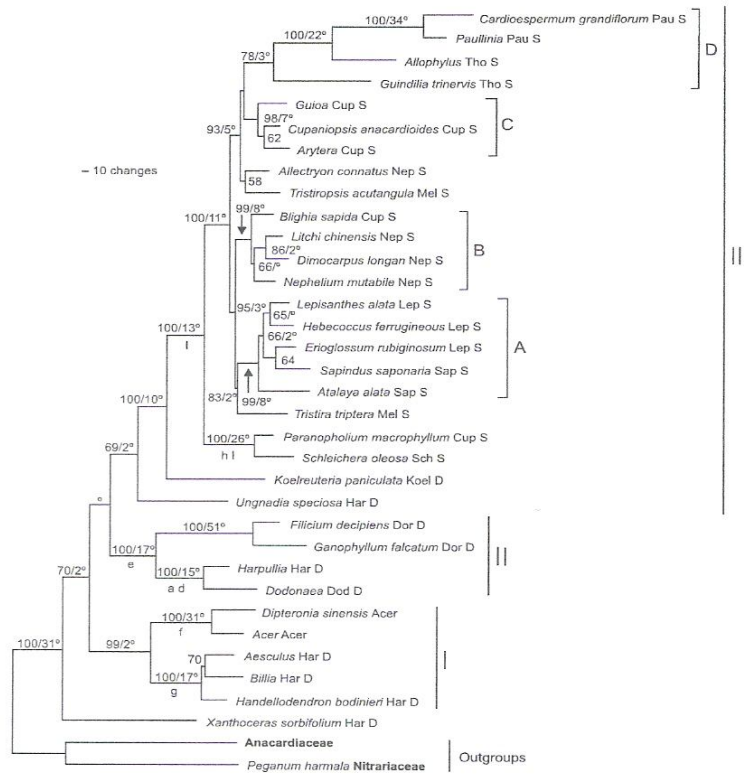 100/34°
Cardioespermum grandiflorum Pau S
100/22°
Paullinia Pau S
78/3°
Allophylus Tho S
D
Guindilia trinervis Tho S
Guioa Cup S
98/7°
93/5°
Cupaniopsis anacardioides Cup S
C
62
Arytera Cup S
– 10 changes
Allectryon connatus Nep S
58
Tristiropsis acutangula Mel S
99/8°
100/11°
Blighia sapida Cup S
Litchi chinensis Nep S
86/2°
B
II
Dimocarpus longan Nep S
66/°
Nephelium mutabile Nep S
95/3°
Lepisanthes alata Lep S
65/°
Hebecoccus ferrugineous Lep S
100/13°
66/2°
A
I
Erioglossum rubiginosum Lep S
64
Sapindus saponaria Sap S
83/2°
99/8°
Atalaya alata Sap S
100/10°
Tristira triptera Mel S
100/26°
Paranopholium macrophyllum Cup S
h I
Schleichera oleosa Sch S
69/2°
Koelreuteria paniculata Koel D
°
Ungnadia speciosa Har D
100/51°
Filicium decipiens Dor D
100/17°
Ganophyllum falcatum Dor D
e
II
100/15°
Harpullia Har D
70/2°
a d
Dodonaea Dod D
100/31°
Dipteronia sinensis Acer
f
99/2°
Acer Acer
100/31°
70
Aesculus Har D
I
100/17°
Billia Har D
g
Handellodendron bodinieri Har D
Xanthoceras sorbifolium Har D
Anacardiaceae
Outgroups
Peganum harmala Nitrariaceae